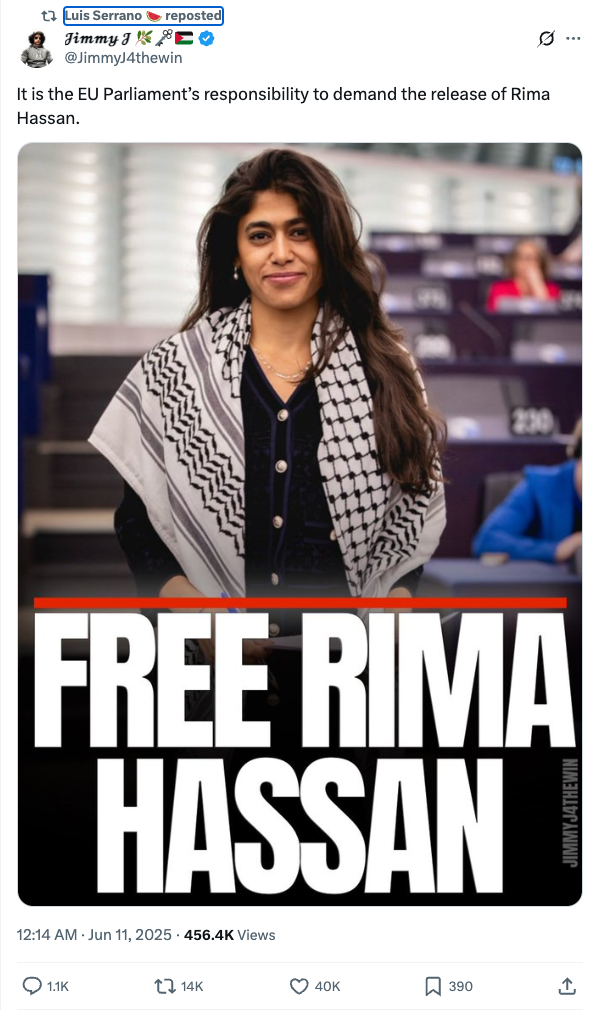 Luis Serrano 🍉 reposted
Jimmy J 🌿🗝️🇵🇸
@JimmyJ4thewin
It is the EU Parliament’s responsibility to demand the release of Rima
Hassan.
230
FREE RIMA
HASSAN
JIMMYJ4THEWIN
12:14 AM · Jun 11, 2025 · 456.4K Views
1.1K 14K 40K 390